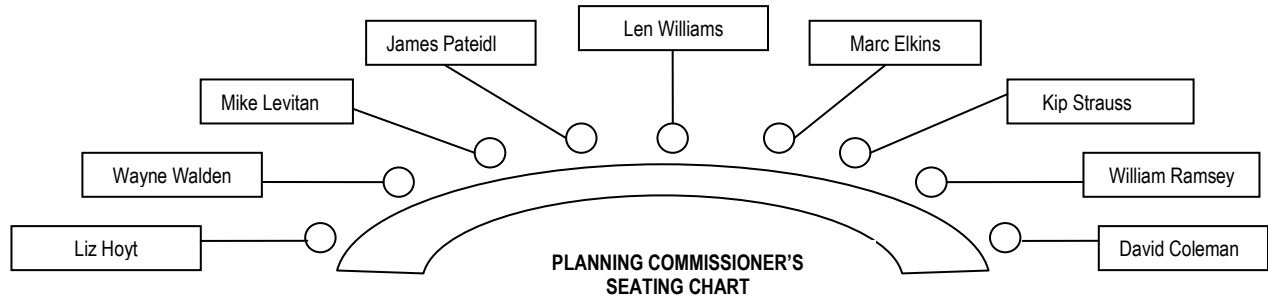 Len Williams
James Pateidl
Marc Elkins
Mike Levitan
Kip Strauss
Wayne Walden
William Ramsey
Liz Hoyt
David Coleman
PLANNING COMMISSIONER'S
SEATING CHART